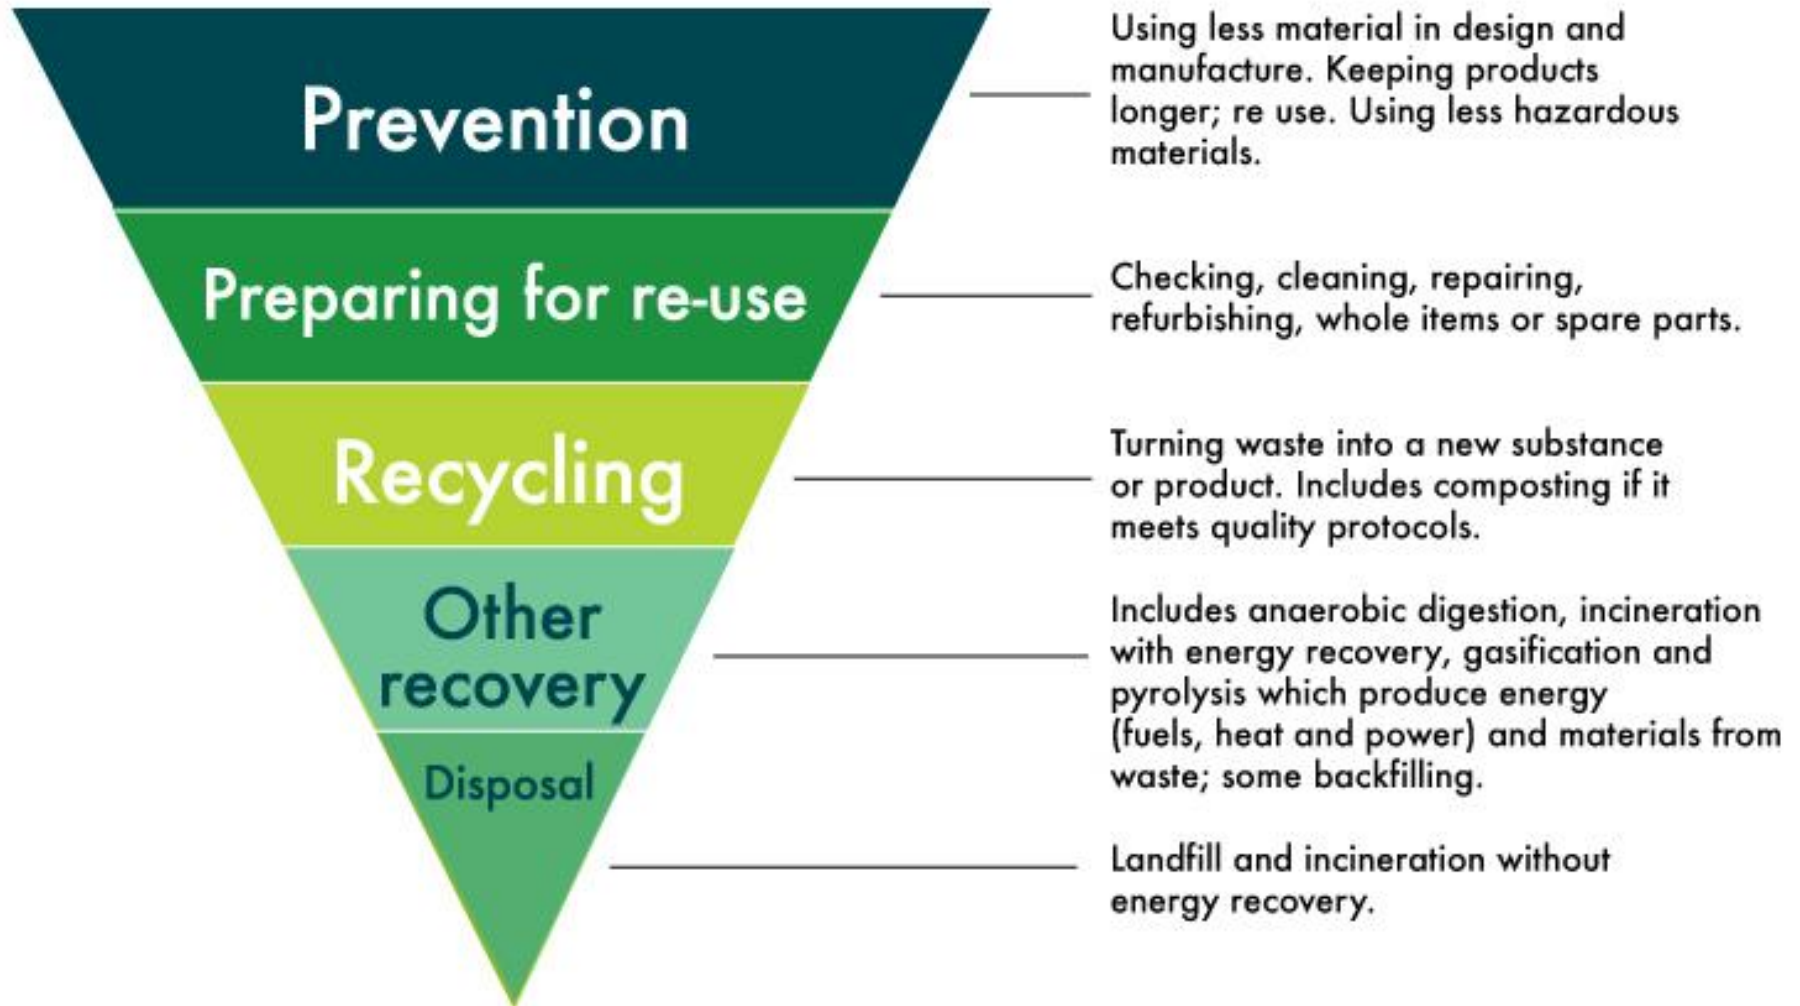 Prevention
Using less material in design and
manufacture. Keeping products
longer; re use. Using less hazardous
materials.
Preparing for re-use
Checking, cleaning, repairing,
refurbishing, whole items or spare parts.
Recycling
Turning waste into a new substance
or product. Includes composting if it
meets quality protocols.
Other
recovery
Includes anaerobic digestion, incineration
with energy recovery, gasification and
pyrolysis which produce energy
(fuels, heat and power) and materials from
waste; some backfilling.
Disposal
Landfill and incineration without
energy recovery.